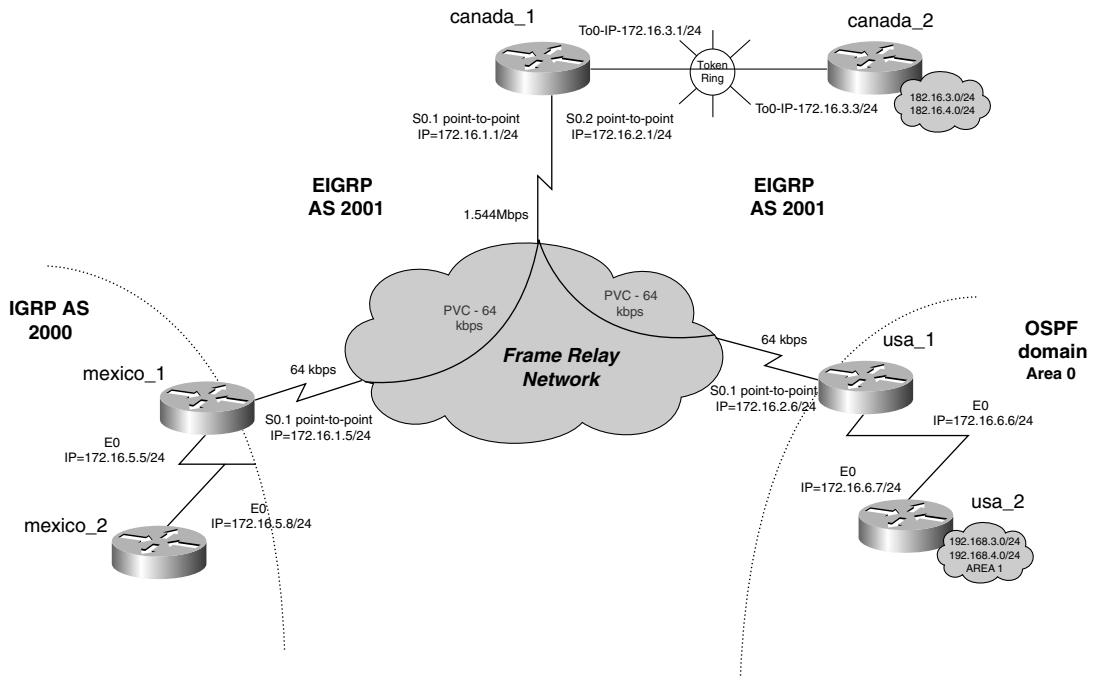 canada_1
canada_2
To0-IP-172.16.3.1/24
Token
Ring
To0-IP-172.16.3.3/24
182.16.3.0/24
182.16.4.0/24
S0.1 point-to-point
IP=172.16.1.1/24
S0.2 point-to-point
IP=172.16.2.1/24
EIGRP
AS 2001
EIGRP
AS 2001
1.544Mbps
IGRP AS
2000
PVC - 64
kbps
PVC - 64
kbps
Frame Relay
Network
64 kbps
64 kbps
usa_1
OSPF
domain
Area 0
mexico_1
S0.1 point-to-point
IP=172.16.1.5/24
S0.1 point-to-point
IP=172.16.2.6/24
E0
IP=172.16.6.6/24
E0
IP=172.16.5.5/24
E0
IP=172.16.6.7/24
usa_2
mexico_2
E0
IP=172.16.5.8/24
192.168.3.0/24
192.168.4.0/24
AREA 1